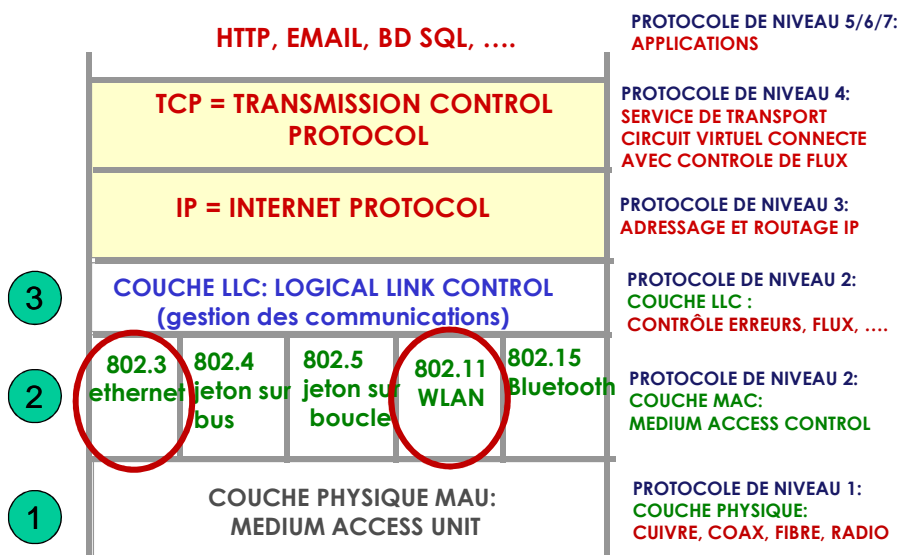 HTTP, EMAIL, BD SQL, ….
PROTOCOLE DE NIVEAU 5/6/7:
APPLICATIONS
TCP = TRANSMISSION CONTROL
PROTOCOL
PROTOCOLE DE NIVEAU 4:
SERVICE DE TRANSPORT
CIRCUIT VIRTUEL CONNECTE
AVEC CONTROLE DE FLUX
IP = INTERNET PROTOCOL
PROTOCOLE DE NIVEAU 3:
ADRESSAGE ET ROUTAGE IP
3
COUCHE LLC: LOGICAL LINK CONTROL
(gestion des communications)
PROTOCOLE DE NIVEAU 2:
COUCHE LLC :
CONTRÔLE ERREURS, FLUX, ….
2
802.3
ethernet
802.4
jeton sur
bus
802.5
jeton sur
boucle
802.11
WLAN
802.15
Bluetooth
PROTOCOLE DE NIVEAU 2:
COUCHE MAC:
MEDIUM ACCESS CONTROL
1
COUCHE PHYSIQUE MAU:
MEDIUM ACCESS UNIT
PROTOCOLE DE NIVEAU 1:
COUCHE PHYSIQUE:
CUIVRE, COAX, FIBRE, RADIO